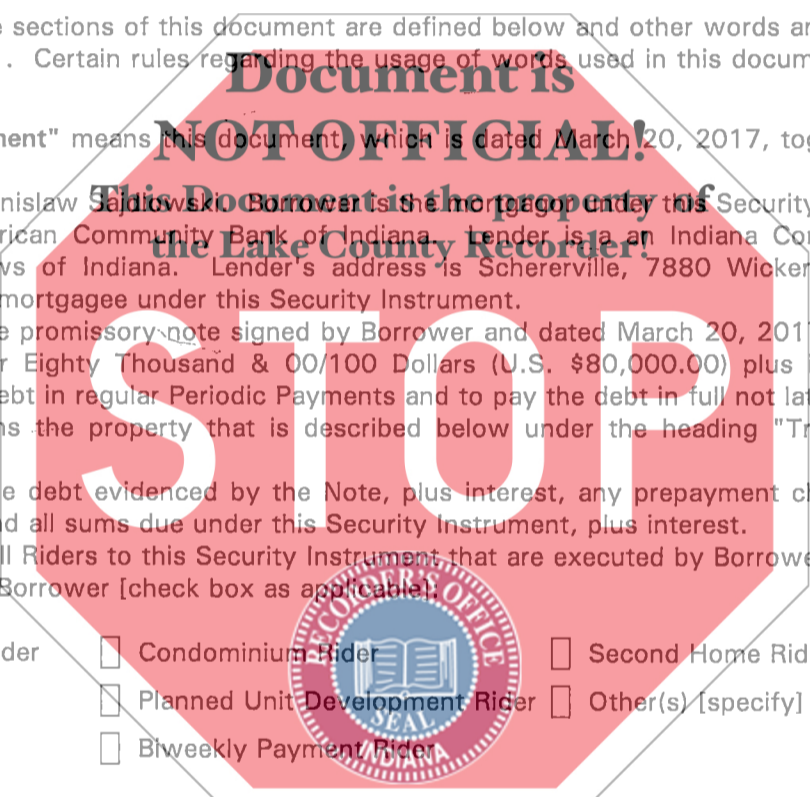 sections of this document are defined below and other words
. Certain rules regarding the usage of words used in this docum
Document is
ment" means this document, which is dated March 20, 2017, tog
NOT OFFICIAL!
nislaw Sajdkowski. Borrower is the mortgagor under this Security
This Document is the property of
rican Community Bank of Indiana. Lender is a an Indiana Co
the Lake County Recorder!
ws of Indiana. Lender's address is Schererville, 7880 Wicker
mortgagee under this Security Instrument.
e promissory note signed by Borrower and dated March 20, 201
r Eighty Thousand & 00/100 Dollars (U.S. $80,000.00) plus
ebt in regular Periodic Payments and to pay the debt in full not lat
ns the property that is described below under the heading "Tr
STOP
e debt evidenced by the Note, plus interest, any prepayment c
d all sums due under this Security Instrument, plus interest.
ll Riders to this Security Instrument that are executed by Borrowe
Borrower [check box as applicable]:
RECORDER'S OFFICE
der Condominium Rider Second Home Rid
Planned Unit Development Rider Other(s) [specify]
SEAL
INDIANA
Biweekly Payment Rider